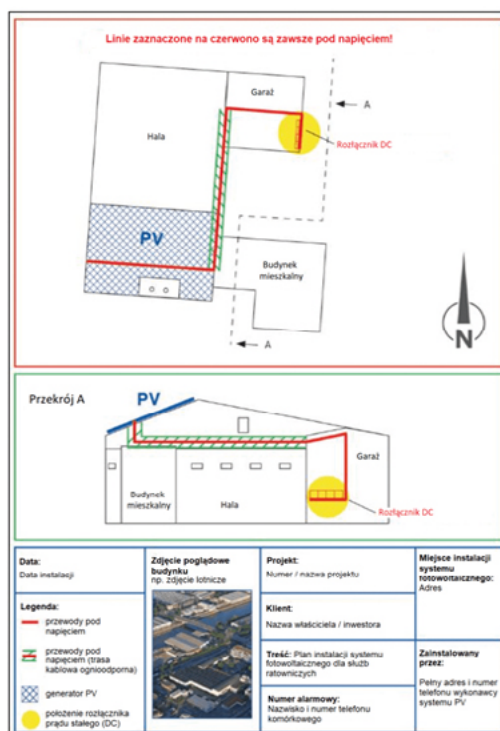 Linie zaznaczone na czerwono są zawsze pod napięciem!
Garaż
A
Hala
Rozłącznik DC
PV
Budynek
mieszkalny
A
N
Przekrój A
PV
Garaż
Budynek
mieszkalny
Hala
Rozłącznik DC
Data:
Data instalacji
Legenda:
przewody pod
napięciem
przewody pod
napięciem (trasa
kablowa ognioodporna)
generator PV
położenie rozłącznika
prądu stałego (DC)
Zdjęcie poglądowe
budynku
np. zdjęcie lotnicze
Projekt:
Numer / nazwa projektu
Klient:
Nazwa właściciela / inwestora
Treść: Plan instalacji systemu
fotowoltaicznego dla służb
ratowniczych
Numer alarmowy:
Nazwisko i numer telefonu
komórkowego
Miejsce instalacji
systemu
fotowoltaicznego:
Adres
Zainstalowany
przez:
Pełny adres i numer
telefonu wykonawcy
systemu PV